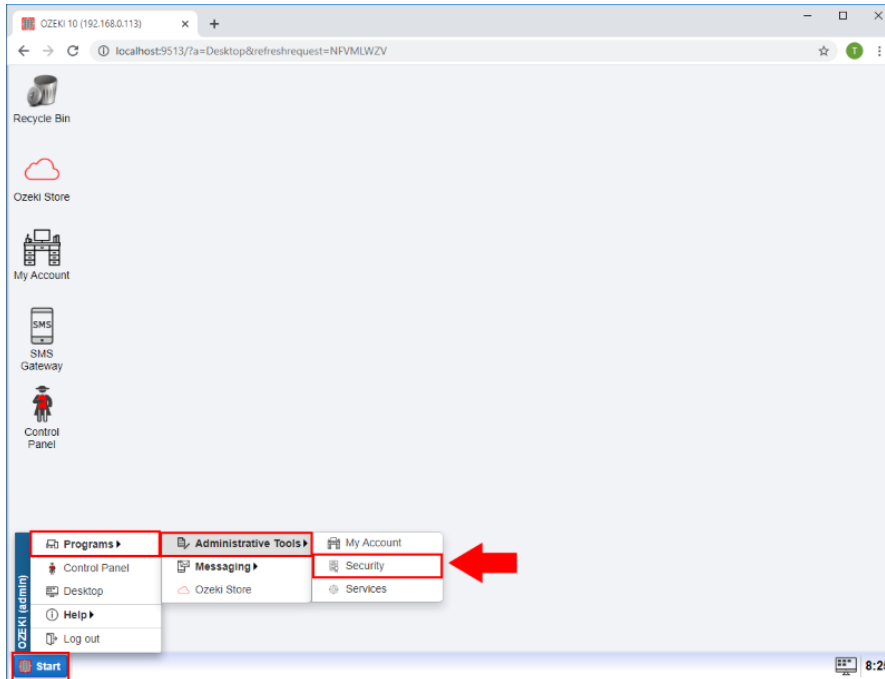 OZEKI 10 (192.168.0.113)
localhost:9513/?a=Desktop&refreshrequest=NFVMLWZV
T
Recycle Bin
Ozeki Store
My Account
SMS
SMS
Gateway
Control
Panel
OZEKI (admin)
Programs
Control Panel
Desktop
Help
Log out
Administrative Tools
Messaging
Ozeki Store
My Account
Security
Services
Start